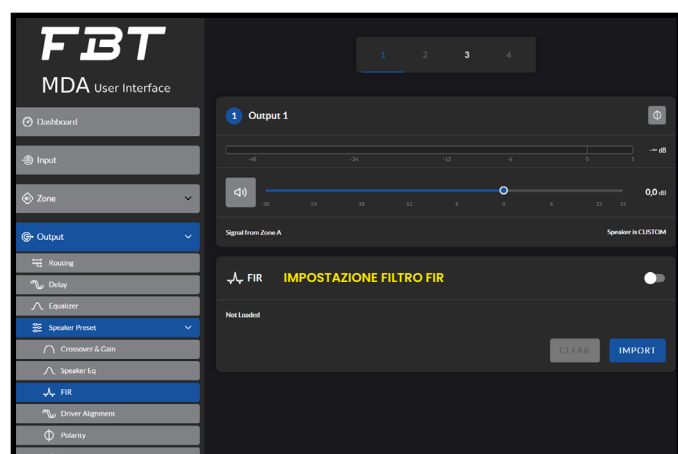 FBT
MDA User Interface
Dashboard
Input
Zone
Output
Routing
Delay
Equalizer
Speaker Preset
Crossover & Gain
Speaker Eq
FIR
Driver Alignment
Polarity
1 2 3 4
1 Output 1
-∞ dB
-48 -24 -12 -6 0 3
0,0 dB
30 24 18 12 6 0 6 12 15
Signal from Zone A Speaker is CUSTOM
FIR IMPOSTAZIONE FILTRO FIR
Not Loaded
CLEAR IMPORT